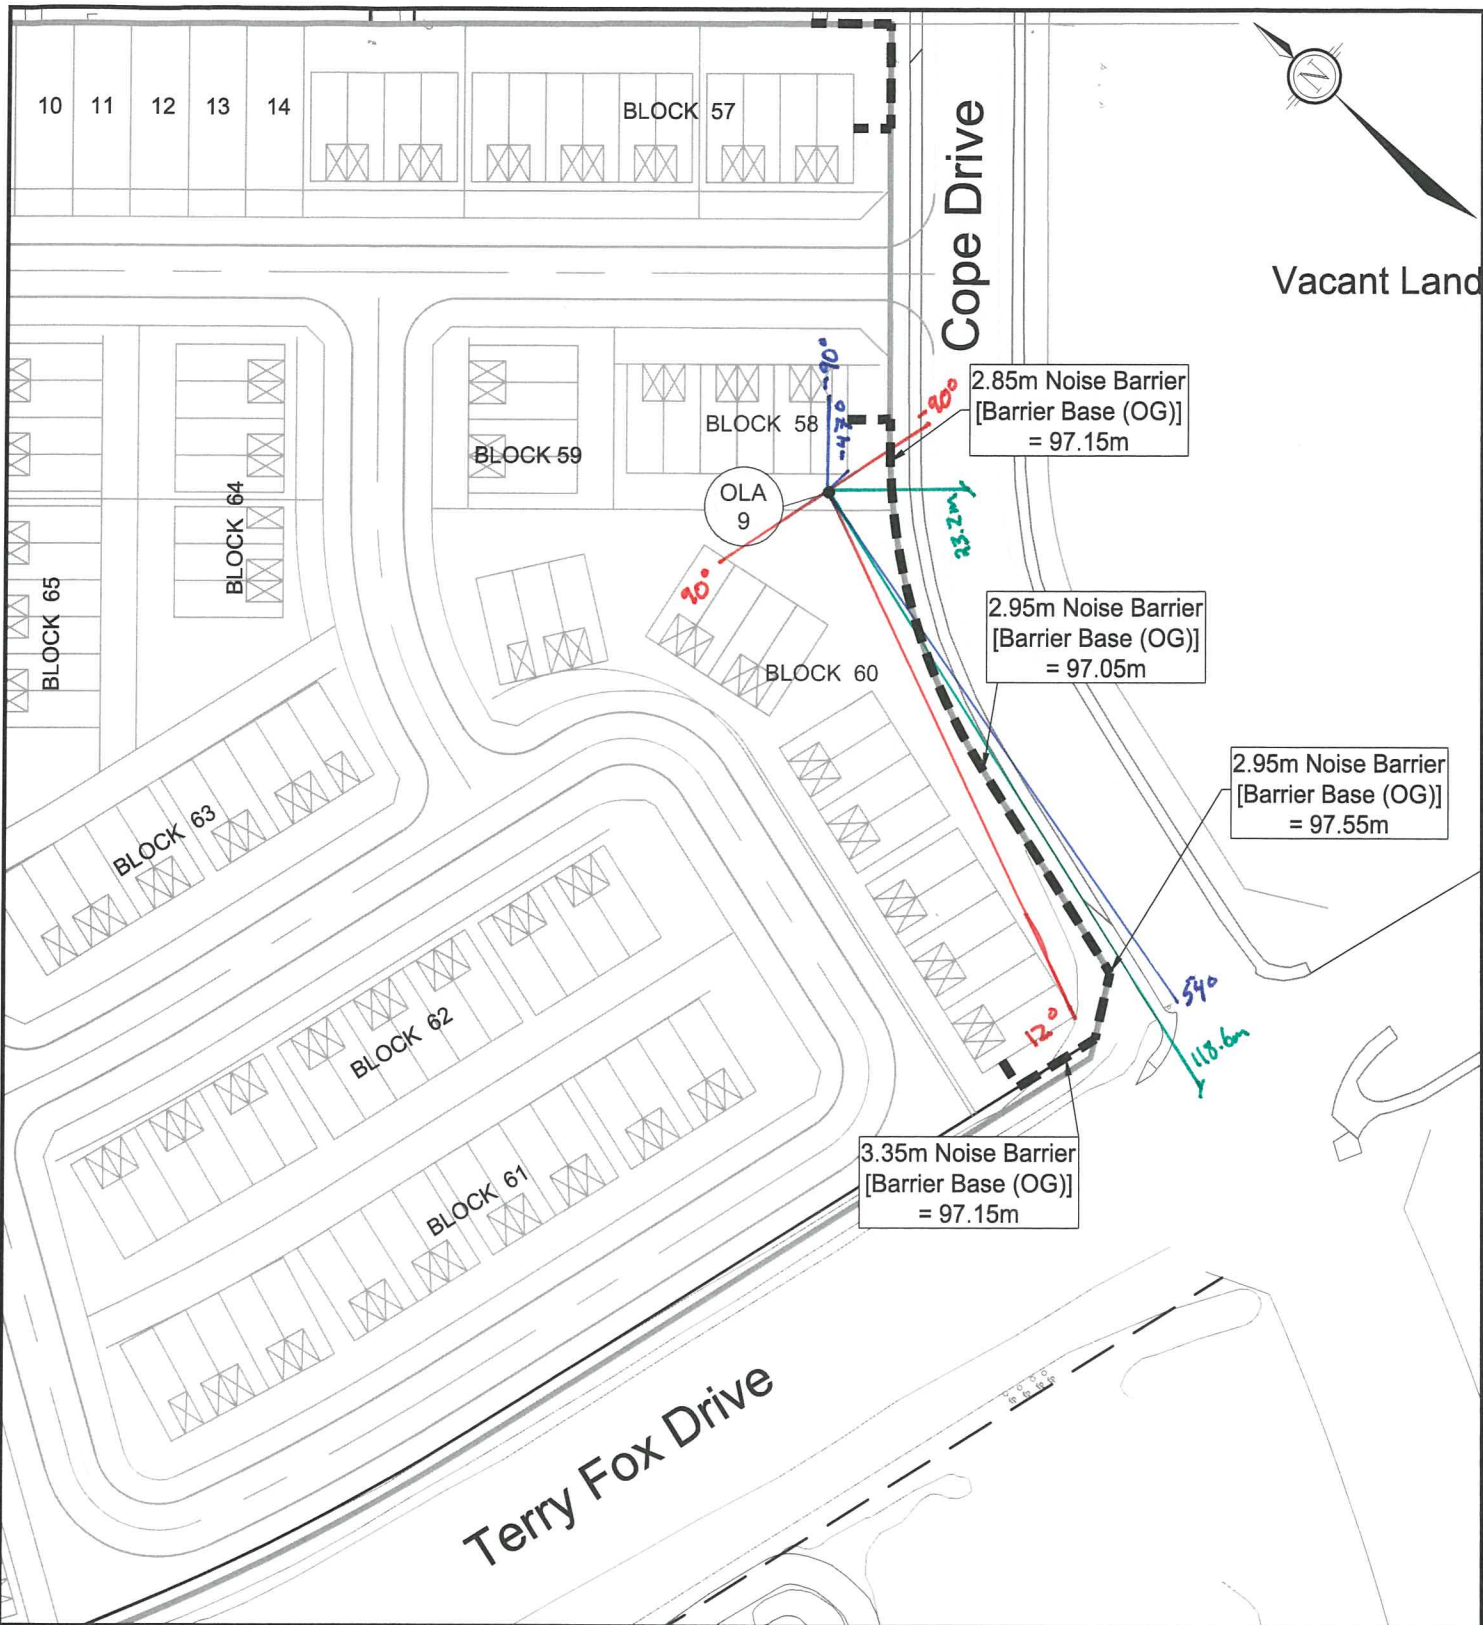 10
11
12
13
14
BLOCK 57
N
Cope Drive
Vacant Land
2.85m Noise Barrier
[Barrier Base (OG)]
= 97.15m
-90°
-90°
-47°
BLOCK 58
BLOCK 59
OLA
9
23.2m
90°
BLOCK 64
BLOCK 65
2.95m Noise Barrier
[Barrier Base (OG)]
= 97.05m
BLOCK 60
2.95m Noise Barrier
[Barrier Base (OG)]
= 97.55m
BLOCK 63
54°
12°
118.6m
BLOCK 62
3.35m Noise Barrier
[Barrier Base (OG)]
= 97.15m
BLOCK 61
Terry Fox Drive